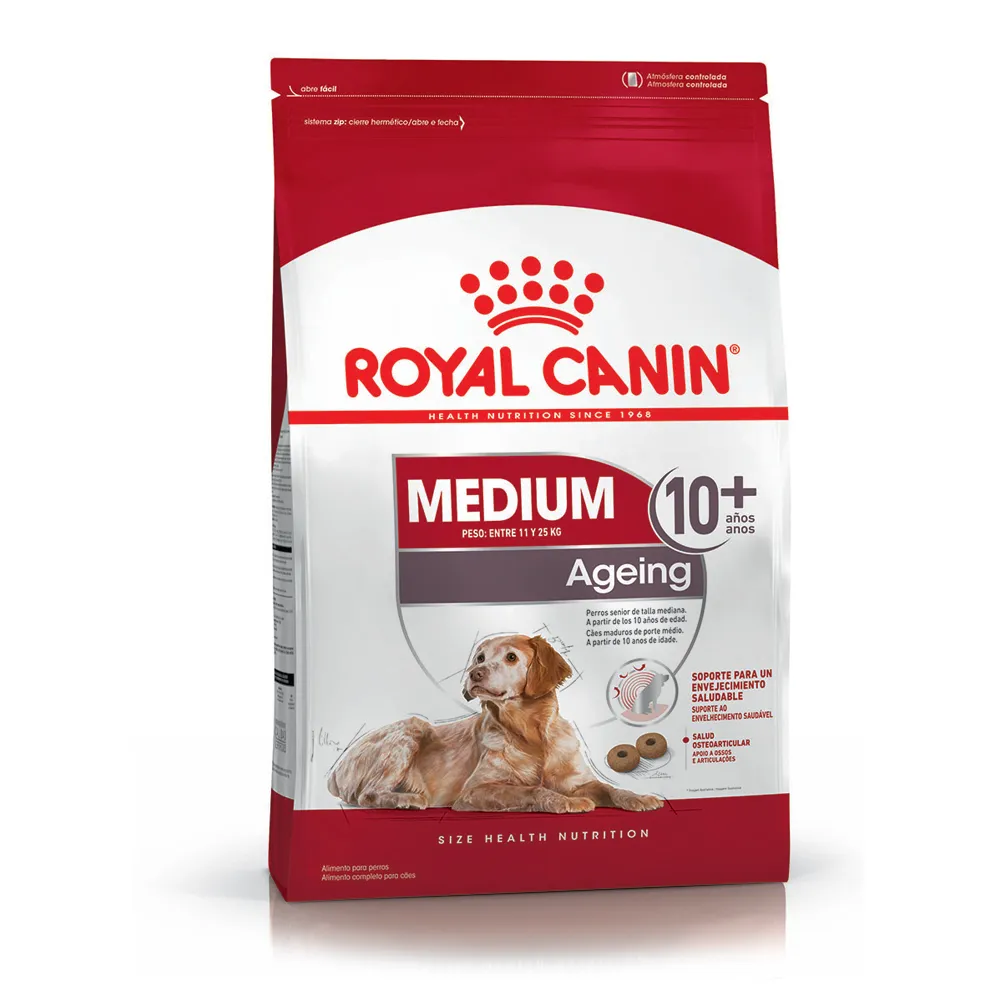 abre fácil
Atmósfera controlada
Atmosfera controlada
sistema zip: cierre hermético/abre e fecha
ROYAL CANIN®
HEALTH NUTRITION SINCE 1968
MEDIUM
PESO: ENTRE 11 Y 25 KG
10+
años
anos
Ageing
Perros senior de talla mediana.
A partir de los 10 años de edad.
Cães maduros de porte médio.
A partir de 10 anos de idade.
SOPORTE PARA UN
ENVEJECIMIENTO
SALUDABLE
SUPORTE AO
ENVELHECIMENTO SAUDÁVEL
SALUD
OSTEOARTICULAR
APOIO A OSSOS
E ARTICULAÇÕES
SIZE HEALTH NUTRITION
Alimento para perros
Alimento completo para cães